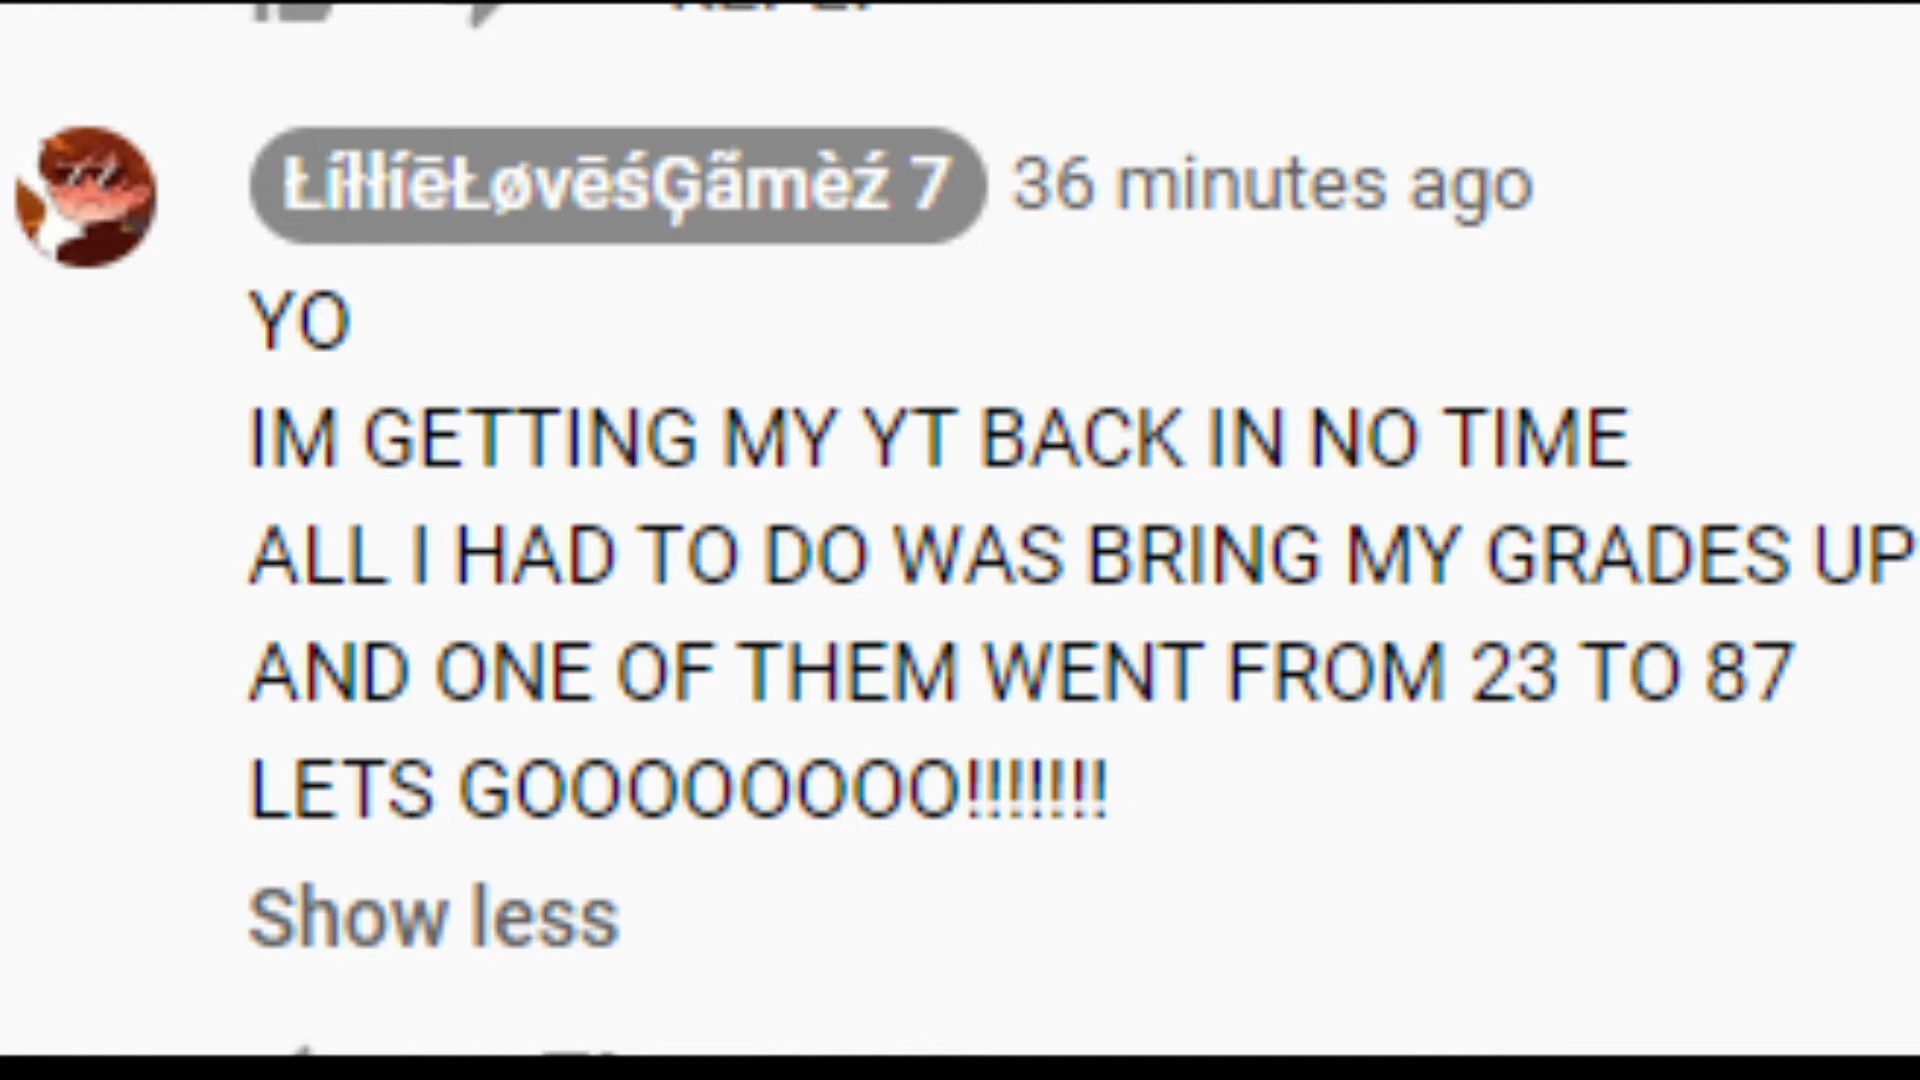 ŁíłłíēŁøvēśĢãmèź 7 36 minutes ago
YO
IM GETTING MY YT BACK IN NO TIME
ALL I HAD TO DO WAS BRING MY GRADES UP
AND ONE OF THEM WENT FROM 23 TO 87
LETS GOOOOOOOO!!!!!!!
Show less